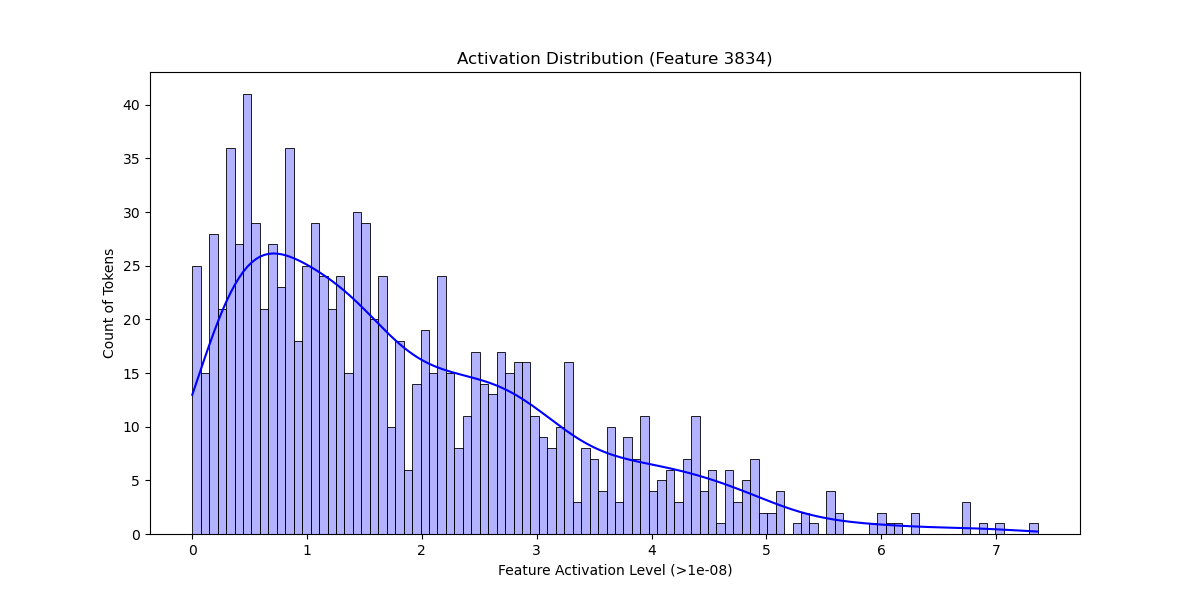 Activation Distribution (Feature 3834)
Count of Tokens
40
35
30
25
20
15
10
5
0
0 1 2 3 4 5 6 7
Feature Activation Level (>1e-08)